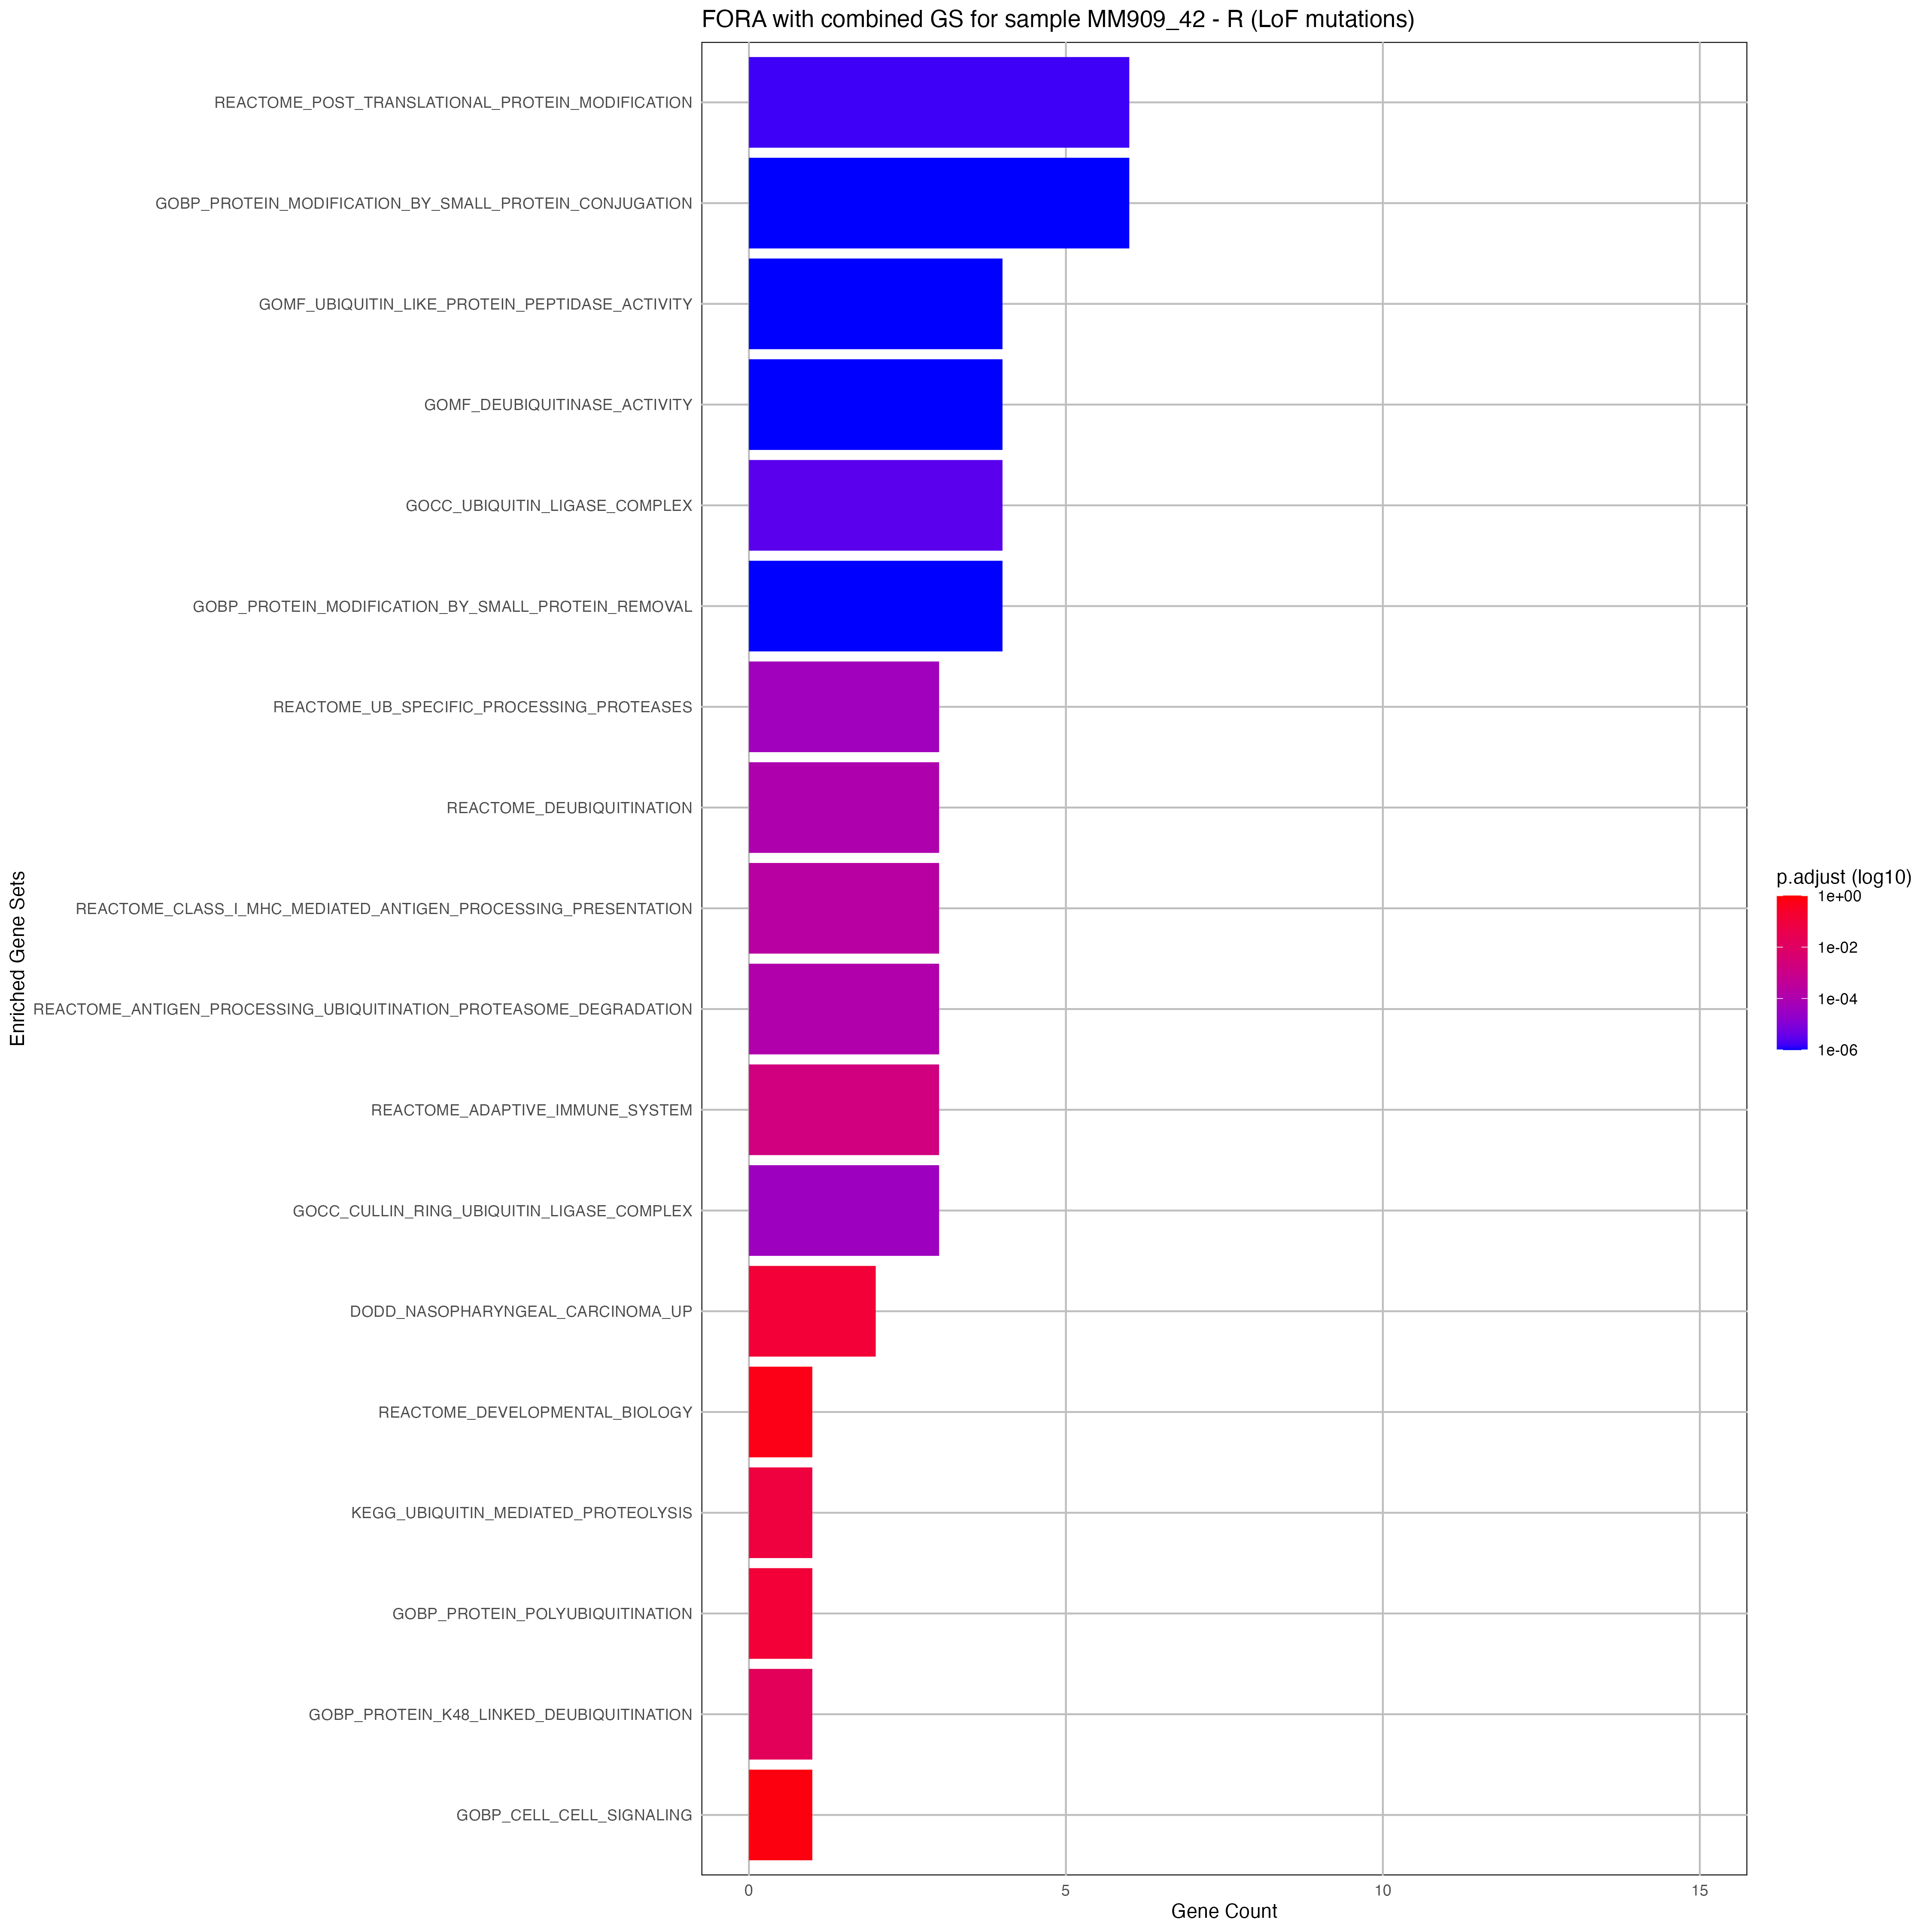 FORA with combined GS for sample MM909_42 - R (LoF mutations)
Enriched Gene Sets
REACTOME_POST_TRANSLATIONAL_PROTEIN_MODIFICATION
GOBP_PROTEIN_MODIFICATION_BY_SMALL_PROTEIN_CONJUGATION
GOMF_UBIQUITIN_LIKE_PROTEIN_PEPTIDASE_ACTIVITY
GOMF_DEUBIQUITINASE_ACTIVITY
GOCC_UBIQUITIN_LIGASE_COMPLEX
GOBP_PROTEIN_MODIFICATION_BY_SMALL_PROTEIN_REMOVAL
REACTOME_UB_SPECIFIC_PROCESSING_PROTEASES
REACTOME_DEUBIQUITINATION
REACTOME_CLASS_I_MHC_MEDIATED_ANTIGEN_PROCESSING_PRESENTATION
REACTOME_ANTIGEN_PROCESSING_UBIQUITINATION_PROTEASOME_DEGRADATION
REACTOME_ADAPTIVE_IMMUNE_SYSTEM
GOCC_CULLIN_RING_UBIQUITIN_LIGASE_COMPLEX
DODD_NASOPHARYNGEAL_CARCINOMA_UP
REACTOME_DEVELOPMENTAL_BIOLOGY
KEGG_UBIQUITIN_MEDIATED_PROTEOLYSIS
GOBP_PROTEIN_POLYUBIQUITINATION
GOBP_PROTEIN_K48_LINKED_DEUBIQUITINATION
GOBP_CELL_CELL_SIGNALING
0 5 10 15
Gene Count
p.adjust (log10)
1e+00
1e-02
1e-04
1e-06